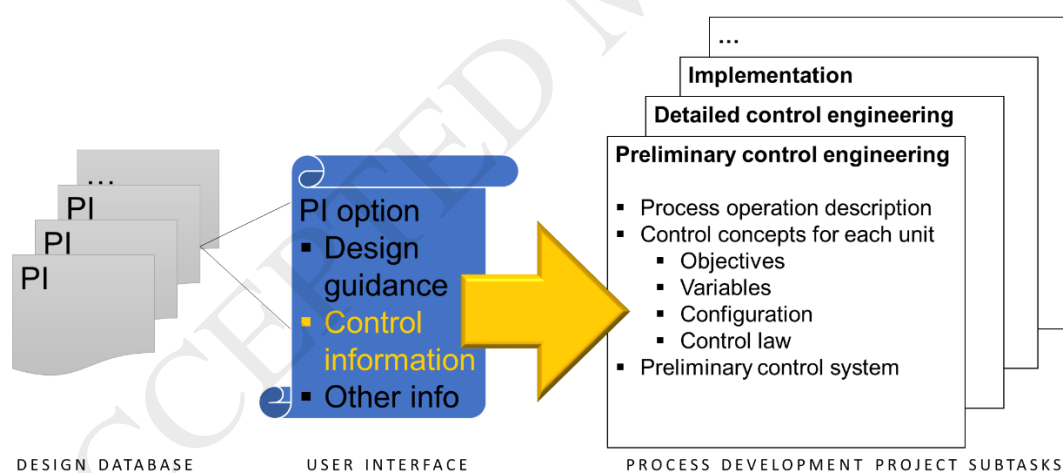 ...
PI
PI
PI
PI option
▪ Design
guidance
▪ Control
information
▪ Other info
...
Implementation
Detailed control engineering
Preliminary control engineering
▪ Process operation description
▪ Control concepts for each unit
▪ Objectives
▪ Variables
▪ Configuration
▪ Control law
▪ Preliminary control system
DESIGN DATABASE
USER INTERFACE
PROCESS DEVELOPMENT PROJECT SUBTASKS
CCEPTED M